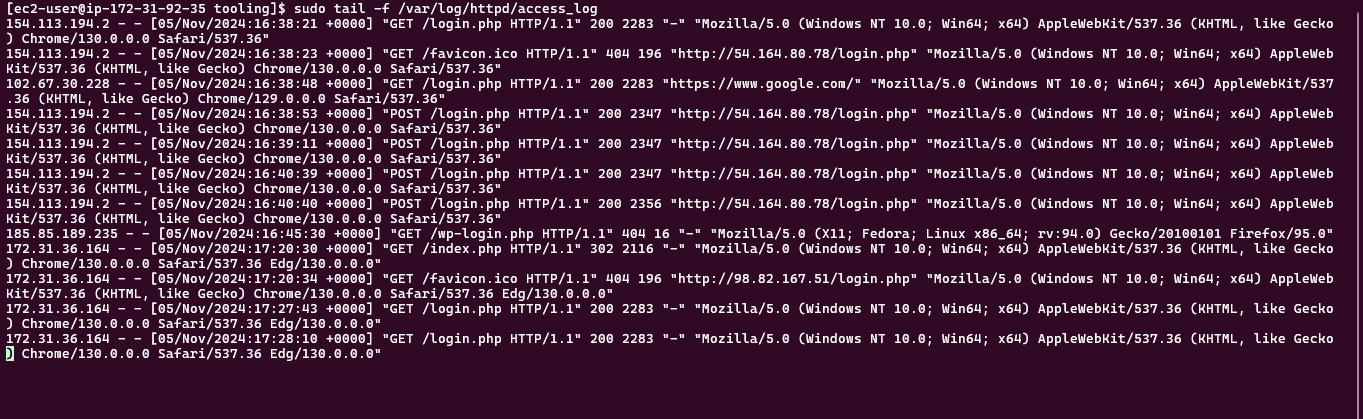 [ec2-user@ip-172-31-92-35 tooling]$ sudo tail -f /var/log/httpd/access_log
154.113.194.2 - - [05/Nov/2024:16:38:21 +0000] "GET /login.php HTTP/1.1" 200 2283 "-" "Mozilla/5.0 (Windows NT 10.0; Win64; x64) AppleWebKit/537.36 (KHTML, like Gecko
) Chrome/130.0.0.0 Safari/537.36"
154.113.194.2 - - [05/Nov/2024:16:38:23 +0000] "GET /favicon.ico HTTP/1.1" 404 196 "http://54.164.80.78/login.php" "Mozilla/5.0 (Windows NT 10.0; Win64; x64) AppleWeb
Kit/537.36 (KHTML, like Gecko) Chrome/130.0.0.0 Safari/537.36"
102.67.30.228 - - [05/Nov/2024:16:38:48 +0000] "GET /login.php HTTP/1.1" 200 2283 "https://www.google.com/" "Mozilla/5.0 (Windows NT 10.0; Win64; x64) AppleWebKit/537
.36 (KHTML, like Gecko) Chrome/129.0.0.0 Safari/537.36"
154.113.194.2 - - [05/Nov/2024:16:38:53 +0000] "POST /login.php HTTP/1.1" 200 2347 "http://54.164.80.78/login.php" "Mozilla/5.0 (Windows NT 10.0; Win64; x64) AppleWeb
Kit/537.36 (KHTML, like Gecko) Chrome/130.0.0.0 Safari/537.36"
154.113.194.2 - - [05/Nov/2024:16:39:11 +0000] "POST /login.php HTTP/1.1" 200 2347 "http://54.164.80.78/login.php" "Mozilla/5.0 (Windows NT 10.0; Win64; x64) AppleWeb
Kit/537.36 (KHTML, like Gecko) Chrome/130.0.0.0 Safari/537.36"
154.113.194.2 - - [05/Nov/2024:16:40:39 +0000] "POST /login.php HTTP/1.1" 200 2347 "http://54.164.80.78/login.php" "Mozilla/5.0 (Windows NT 10.0; Win64; x64) AppleWeb
Kit/537.36 (KHTML, like Gecko) Chrome/130.0.0.0 Safari/537.36"
154.113.194.2 - - [05/Nov/2024:16:40:40 +0000] "POST /login.php HTTP/1.1" 200 2356 "http://54.164.80.78/login.php" "Mozilla/5.0 (Windows NT 10.0; Win64; x64) AppleWeb
Kit/537.36 (KHTML, like Gecko) Chrome/130.0.0.0 Safari/537.36"
185.85.189.235 - - [05/Nov/2024:16:45:30 +0000] "GET /wp-login.php HTTP/1.1" 404 16 "-" "Mozilla/5.0 (X11; Fedora; Linux x86_64; rv:94.0) Gecko/20100101 Firefox/95.0"
172.31.36.164 - - [05/Nov/2024:17:20:30 +0000] "GET /index.php HTTP/1.1" 302 2116 "-" "Mozilla/5.0 (Windows NT 10.0; Win64; x64) AppleWebKit/537.36 (KHTML, like Gecko
) Chrome/130.0.0.0 Safari/537.36 Edg/130.0.0.0"
172.31.36.164 - - [05/Nov/2024:17:20:34 +0000] "GET /favicon.ico HTTP/1.1" 404 196 "http://98.82.167.51/login.php" "Mozilla/5.0 (Windows NT 10.0; Win64; x64) AppleWeb
Kit/537.36 (KHTML, like Gecko) Chrome/130.0.0.0 Safari/537.36 Edg/130.0.0.0"
172.31.36.164 - - [05/Nov/2024:17:27:43 +0000] "GET /login.php HTTP/1.1" 200 2283 "-" "Mozilla/5.0 (Windows NT 10.0; Win64; x64) AppleWebKit/537.36 (KHTML, like Gecko
) Chrome/130.0.0.0 Safari/537.36 Edg/130.0.0.0"
172.31.36.164 - - [05/Nov/2024:17:28:10 +0000] "GET /login.php HTTP/1.1" 200 2283 "-" "Mozilla/5.0 (Windows NT 10.0; Win64; x64) AppleWebKit/537.36 (KHTML, like Gecko
) Chrome/130.0.0.0 Safari/537.36 Edg/130.0.0.0"